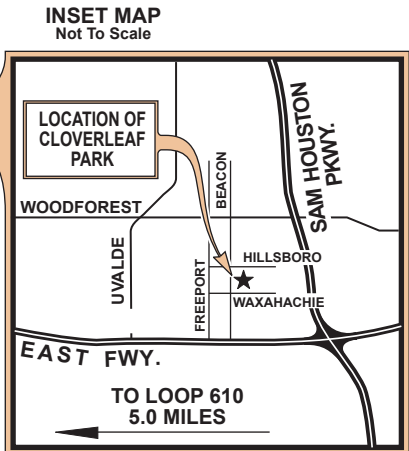 INSET MAP
Not To Scale
LOCATION OF
CLOVERLEAF
PARK
BEACON
SAM HOUSTON
PKWY.
WOODFOREST
UVALDE
FREEPORT
HILLSBORO
WAXAHACHIE
EAST FWY.
TO LOOP 610
5.0 MILES